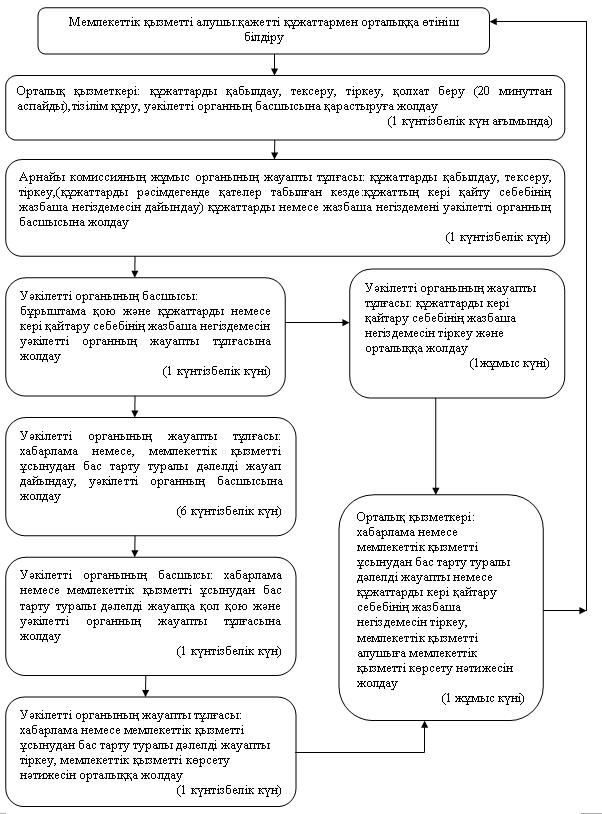 Мемлекеттік қызметті алушы:қажетті құжаттармен орталыққа өтініш
білдіру
Орталық қызметкері: құжаттарды қабылдау, тексеру, тіркеу, қолхат беру (20 минуттан
аспайды),тізілім құру, уәкілетті органның басшысына қарастыруға жолдау
(1 күнтізбелік күн ағымында)
Арнайы комиссияның жұмыс органының жауапты тұлғасы: құжаттарды қабылдау, тексеру,
тіркеу,(құжаттарды рәсімдегенде қателер табылған кезде:құжаттың кері қайту себебінің
жазбаша негіздемесін дайындау) құжаттарды немесе жазбаша негіздемені уәкілетті органның
басшысына жолдау
(1 күнтізбелік күн)
Уәкілетті органының басшысы:
бұрыштама қою және құжаттарды немесе
кері қайтару себебінің жазбаша негіздемесін
уәкілетті органның жауапты тұлғасына
жолдау
(1 күнтізбелік күні)
Уәкілетті органының жауапты
тұлғасы: құжаттарды кері
қайтару себебінің жазбаша
негіздемесін тіркеу және
орталыққа жолдау
(1жұмыс күні)
Уәкілетті органының жауапты тұлғасы:
хабарлама немесе, мемлекеттік қызметті
ұсынудан бас тарту туралы дәлелді жауап
дайындау, уәкілетті органның басшысына
жолдау
(6 күнтізбелік күн)
Уәкілетті органының басшысы: хабарлама
немесе мемлекеттік қызметті ұсынудан бас
тарту туралы дәлелді жауапқа қол қою және
уәкілетті органның жауапты тұлғасына
жолдау
(1 күнтізбелік күн)
Уәкілетті органының жауапты тұлғасы:
хабарлама немесе мемлекеттік қызметті
ұсынудан бас тарту туралы дәлелді жауапты
тіркеу, мемлекеттік қызметті көрсету
нәтижесін орталыққа жолдау
(1 күнтізбелік күн)
Орталық қызметкері:
хабарлама немесе
мемлекеттік қызметті
ұсынудан бас тарту туралы
дәлелді жауапты немесе
құжаттарды кері қайтару
себебінің жазбаша
негіздемесін тіркеу,
мемлекеттік қызметті
алушыға мемлекеттік
қызметті көрсету нәтижесін
жолдау
(1 жұмыс күні)